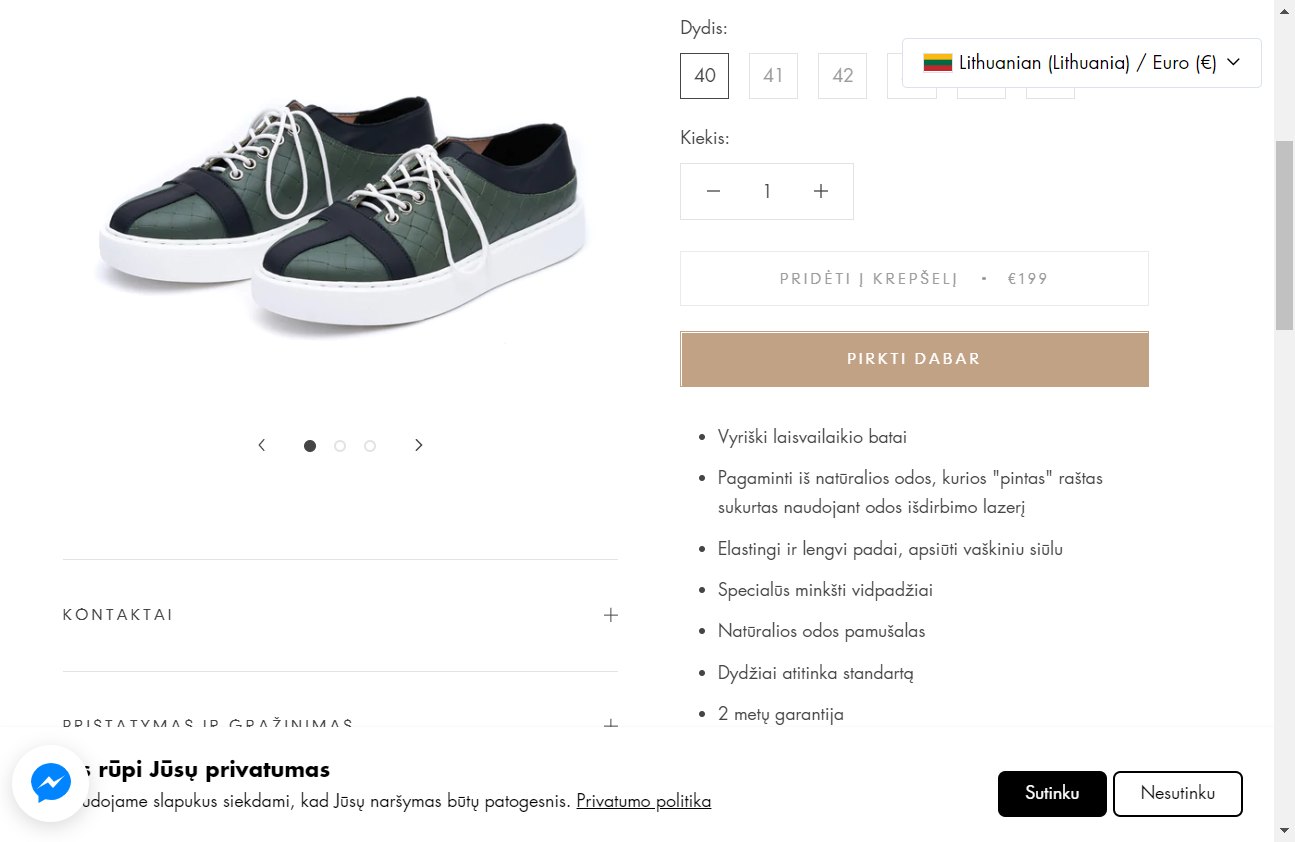 Dydis:
Lithuanian (Lithuania) / Euro (€)
40 41 42
Kiekis:
1
PRIDĖTI Į KREPŠELĮ • €199
PIRKTI DABAR
Vyriški laisvailaikio batai
Pagaminti iš natūralios odos, kurios "pintas" raštas
sukurtas naudojant odos išdirbimo lazerį
Elastingi ir lengvi padai, apsiūti vaškiniu siūlu
Specialūs minkšti vidpadžiai
Natūralios odos pamušalas
Dydžiai atitinka standartą
2 metų garantija
KONTAKTAI
PRISTATYMAS IR GRĄŽINIMAS
rūpi Jūsų privatumas
slapukus siekdami, kad Jūsų naršymas būtų patogesnis. Privatumo politika
Sutinku
Nesutinku